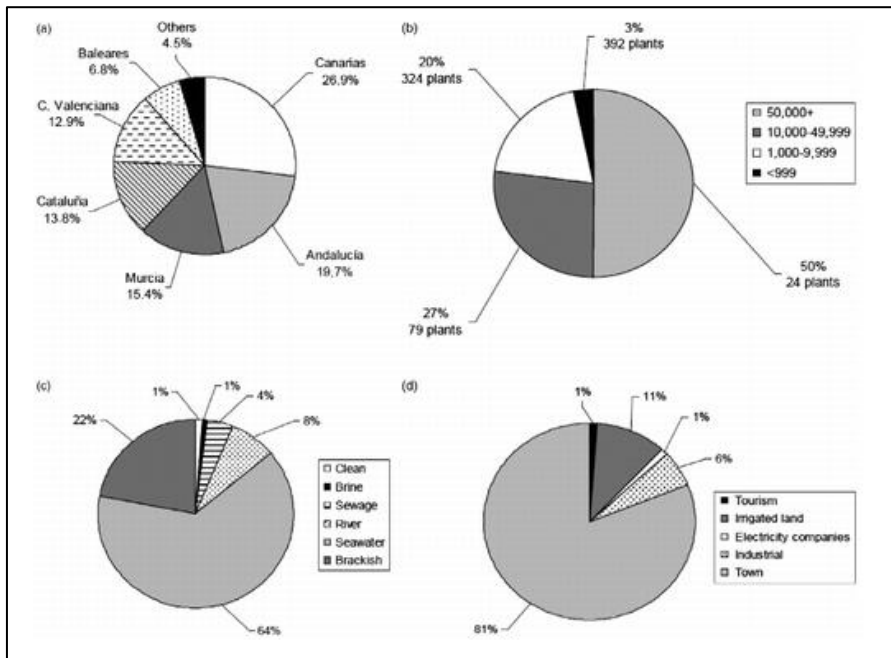 (a)
Others
4.5%
Baleares
6.8%
C. Valenciana
12.9%
Cataluña
13.8%
Murcia
15.4%
Andalucía
19,7%
Canarias
26.9%
(b)
3%
392 plants
20%
324 plants
27%
79 plants
50%
24 plants
50,000+
10,000-49,999
1,000-9,999
<999
(c)
1%
1%
4%
8%
22%
64%
Clean
Brine
Sewage
River
Seawater
Brackish
(d)
1%
11%
1%
6%
81%
Tourism
Irrigated land
Electricity companies
Industrial
Town